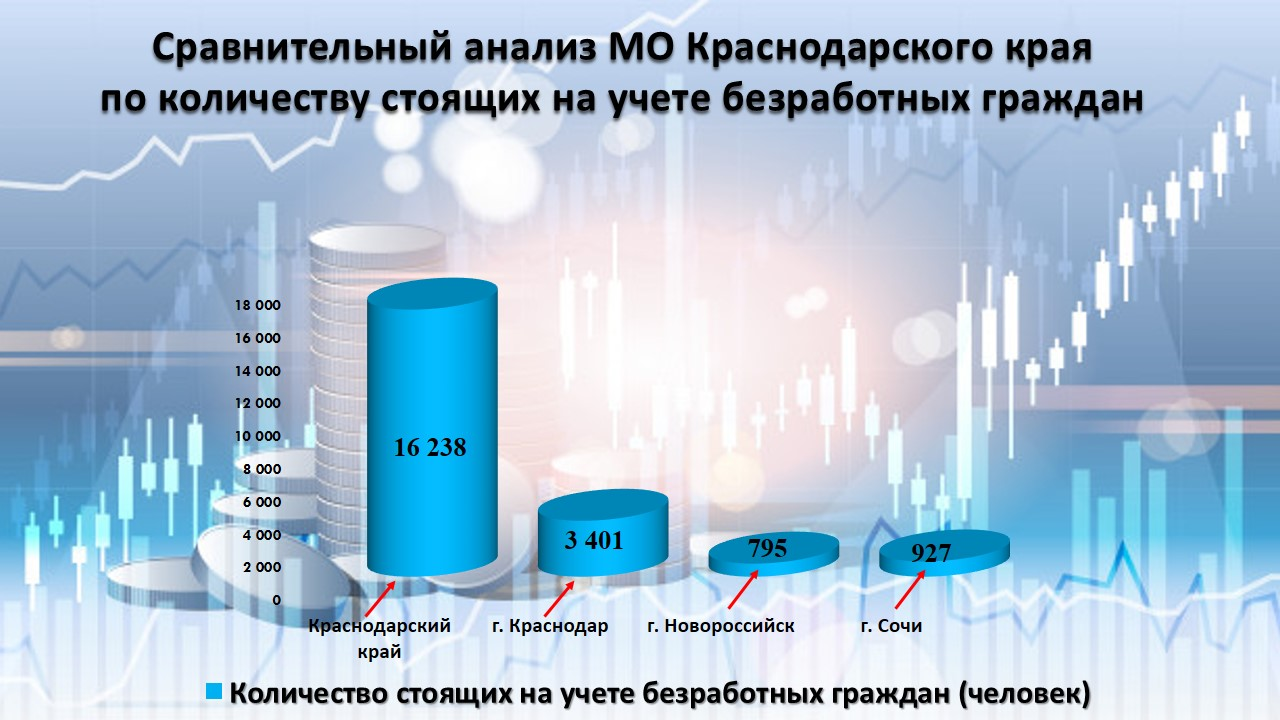 Сравнительный анализ МО Краснодарского края
по количеству стоящих на учете безработных граждан
18 000
16 000
14 000
12 000
10 000
8 000
6 000
4 000
2 000
0
16 238
3 401
795
927
Краснодарский
край
г. Краснодар
г. Новороссийск
г. Сочи
Количество стоящих на учете безработных граждан (человек)